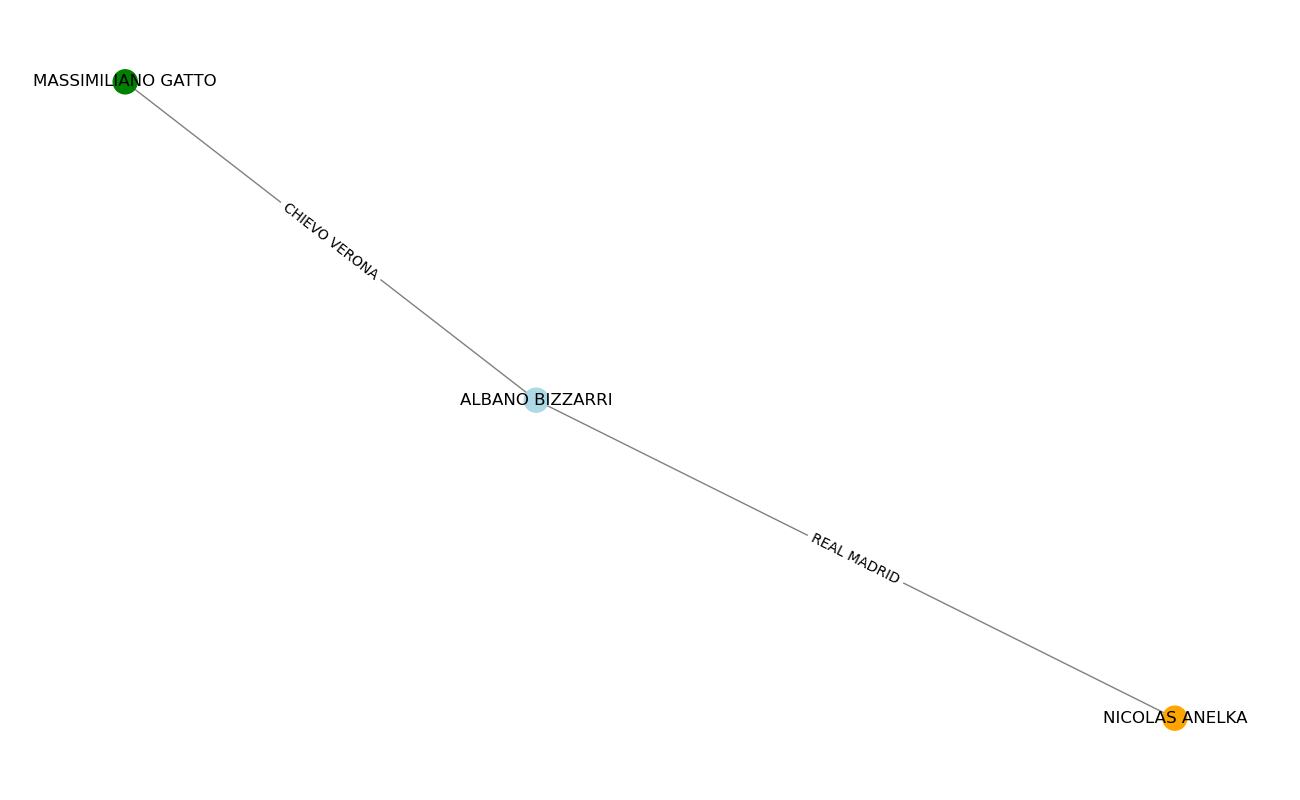 MASSIMILIANO GATTO
CHIEVO VERONA
ALBANO BIZZARRI
REAL MADRID
NICOLAS ANELKA